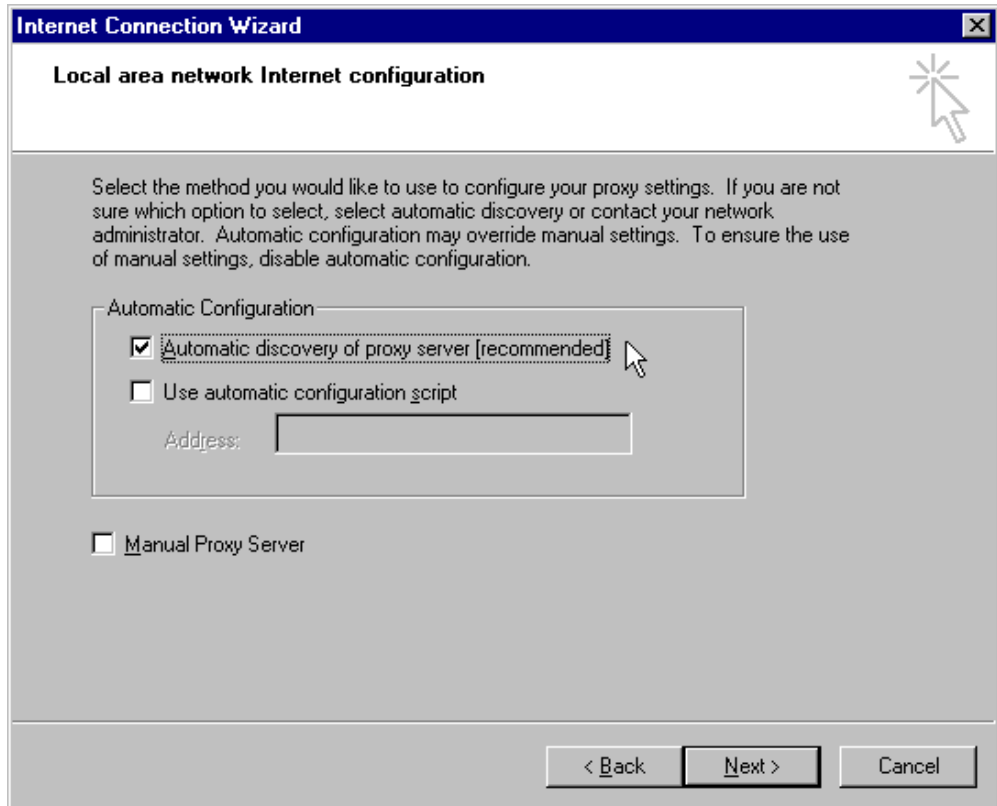 Internet Connection Wizard
Local area network Internet configuration
Select the method you would like to use to configure your proxy settings.  If you are not
sure which option to select, select automatic discovery or contact your network
administrator.  Automatic configuration may override manual settings.  To ensure the use
of manual settings, disable automatic configuration.
Automatic Configuration
Automatic discovery of proxy server [recommended]
Use automatic configuration script
Address:
Manual Proxy Server
< Back
Next >
Cancel